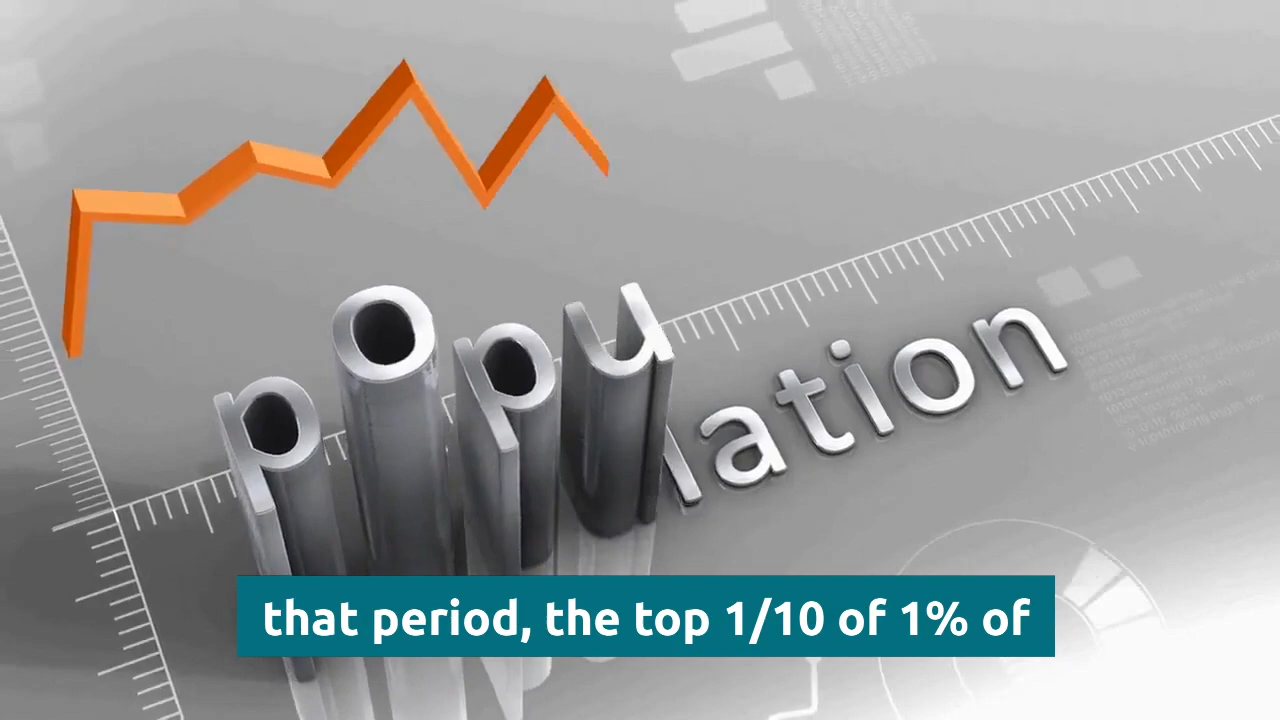 population
that period, the top 1/10 of 1% of